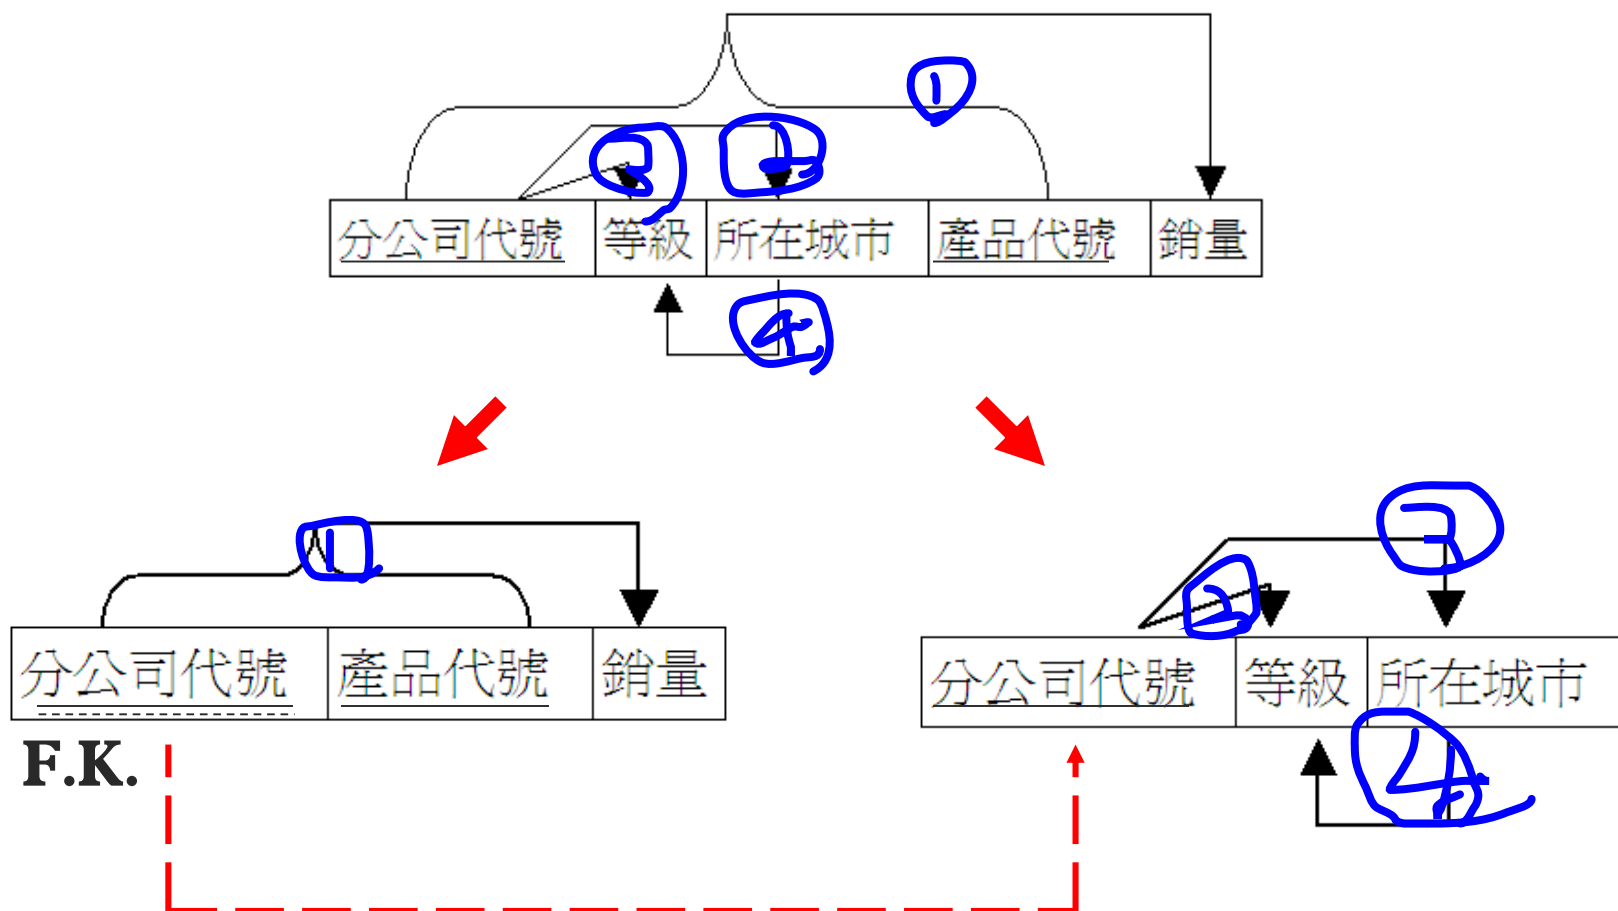 1
3 2
分公司代號 等級 所在城市 產品代號 銷量
4
1 3
2
分公司代號 產品代號 銷量 分公司代號 等級 所在城市
F.K. 4